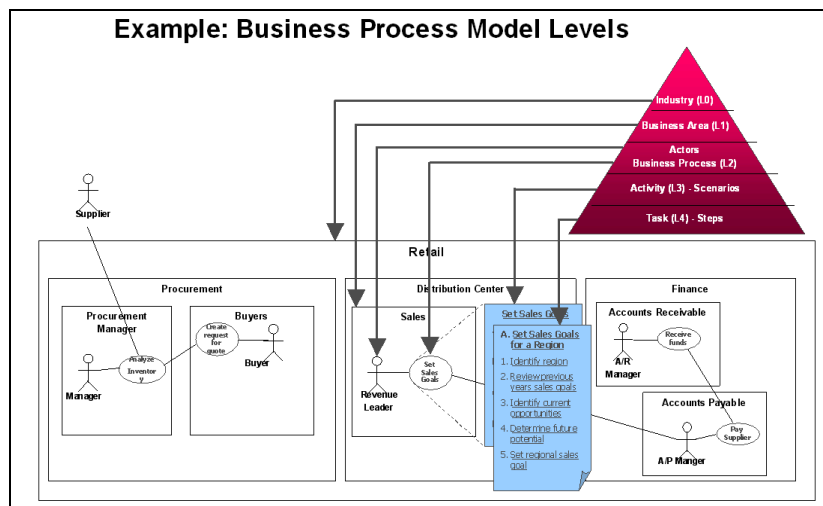 Example: Business Process Model Levels
Industry (L0)
Business Area (L1)
Actors
Business Process (L2)
Activity (L3) - Scenarios
Task (L4) - Steps
Supplier
Retail
Procurement
Procurement
Manager
Manager
Analyze
Inventor
y
Buyers
Create
request
for
quote
Buyer
Distribution Center
Sales
Revenue
Leader
Set
Sales
Goals
Set Sales Goals
A. Set Sales Goals
for a Region
1. Identify region
2. Review previous
years sales goals
3. Identify current
opportunities
4. Determine future
potential
5. Set regional sales
goal
Finance
Accounts Receivable
A/R
Manager
Receive
funds
Accounts Payable
A/P Manger
Pay
Supplier